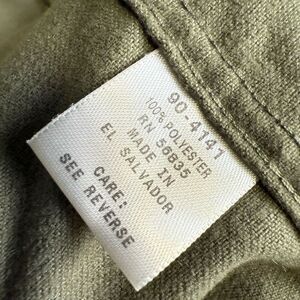 90-4141
100% POLYESTER
RN 56835
MADE IN
EL SALVADOR
CARE:
SEE REVERSE